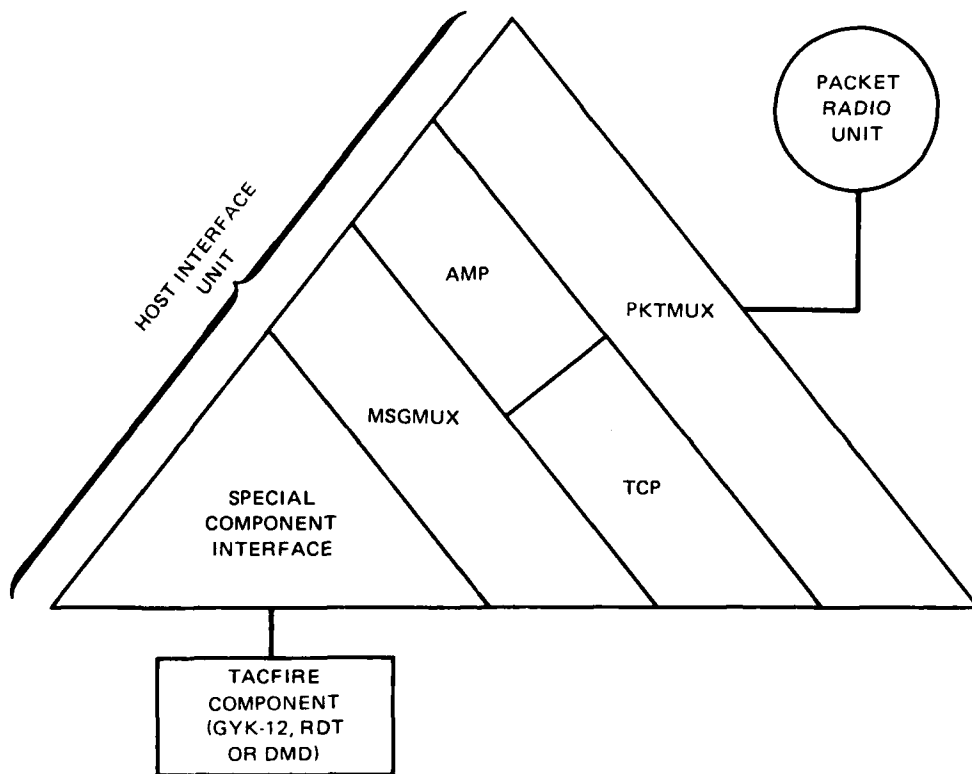 PACKET
RADIO
UNIT
HOST INTERFACE
UNIT
AMP
PKTMUX
MSGMUX
TCP
SPECIAL
COMPONENT
INTERFACE
TACFIRE
COMPONENT
(GYK-12, RDT
OR DMD)